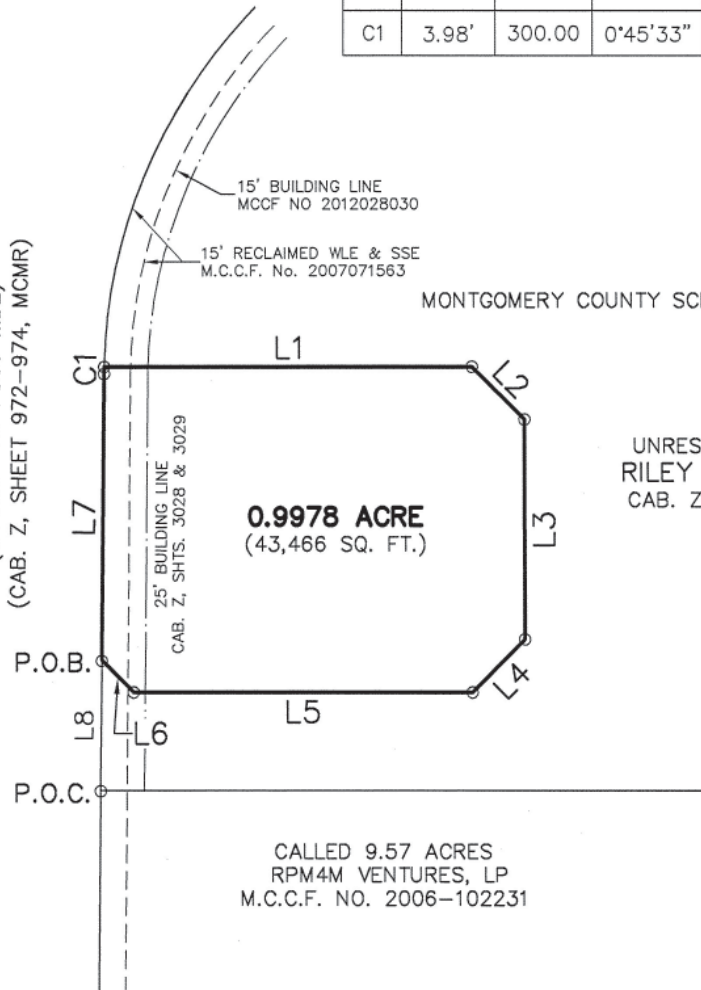 C1 3.98' 300.00 0°45'33"
15' BUILDING LINE
MCCF NO 2012028030
15' RECLAIMED WLE & SSE
M.C.C.F. No. 2007071563
(CAB. Z, SHEET 972-974, MCMR)
MONTGOMERY COUNTY
L1
C1
L2
UNRES
RILEY
CAB. Z
L7
25' BUILDING LINE
CAB. Z, SHTS. 3028 & 3029
0.9978 ACRE
(43,466 SQ. FT.)
L3
P.O.B.
L4
L8
L6
L5
P.O.C.
CALLED 9.57 ACRES
RPM4M VENTURES, LP
M.C.C.F. NO. 2006-102231